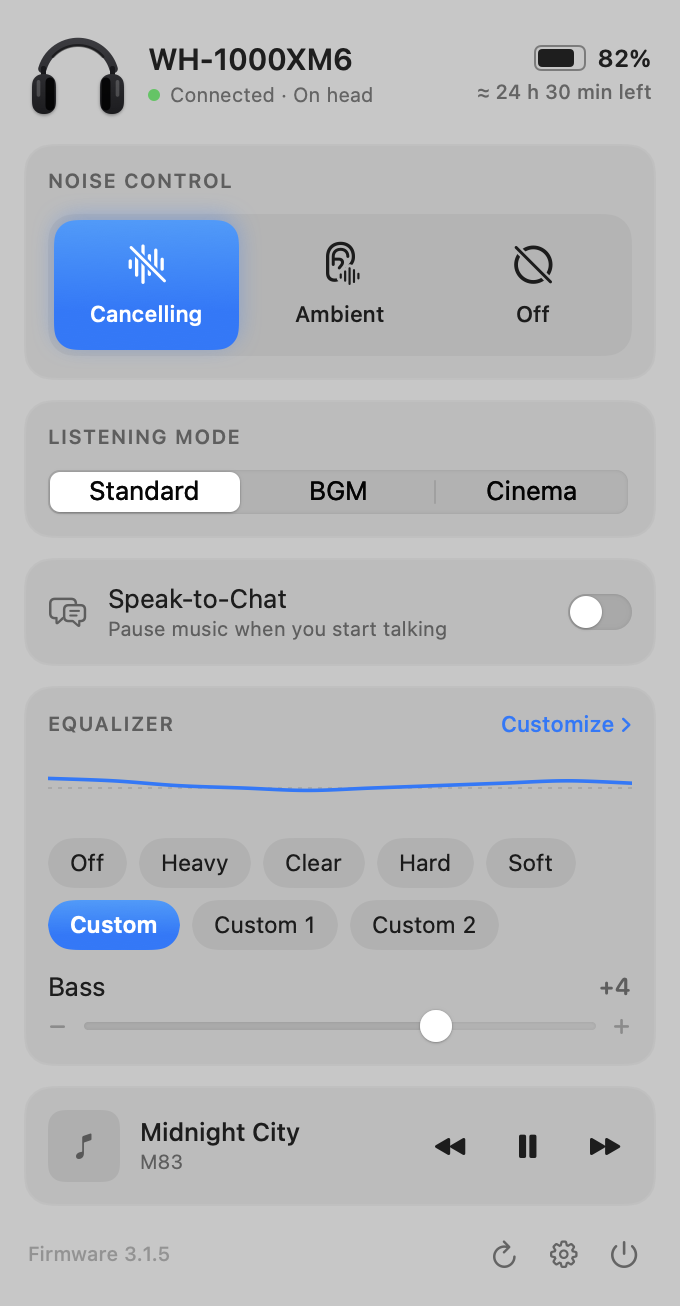 WH-1000XM6
82%
Connected · On head
≈ 24 h 30 min left
NOISE CONTROL
Cancelling
Ambient
Off
LISTENING MODE
Standard
BGM
Cinema
Speak-to-Chat
Pause music when you start talking
EQUALIZER
Customize >
Off
Heavy
Clear
Hard
Soft
Custom
Custom 1
Custom 2
Bass
+4
− +
Midnight City
M83
Firmware 3.1.5